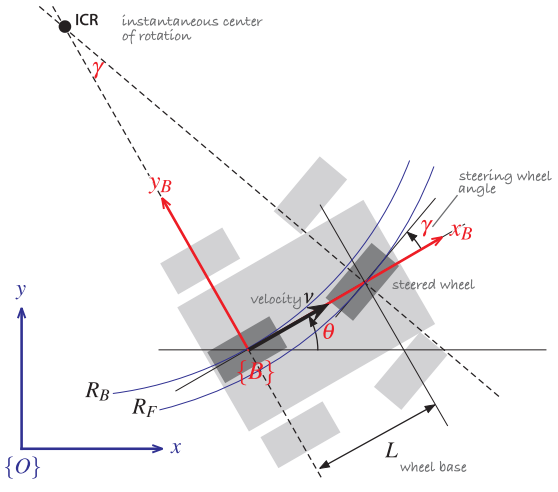 ICR
instantaneous center
of rotation
γ
steering wheel
angle
y_B
γ
x_B
steered wheel
velocity
v
θ
y
{B}
R_B
R_F
x
L
wheel base
{O}